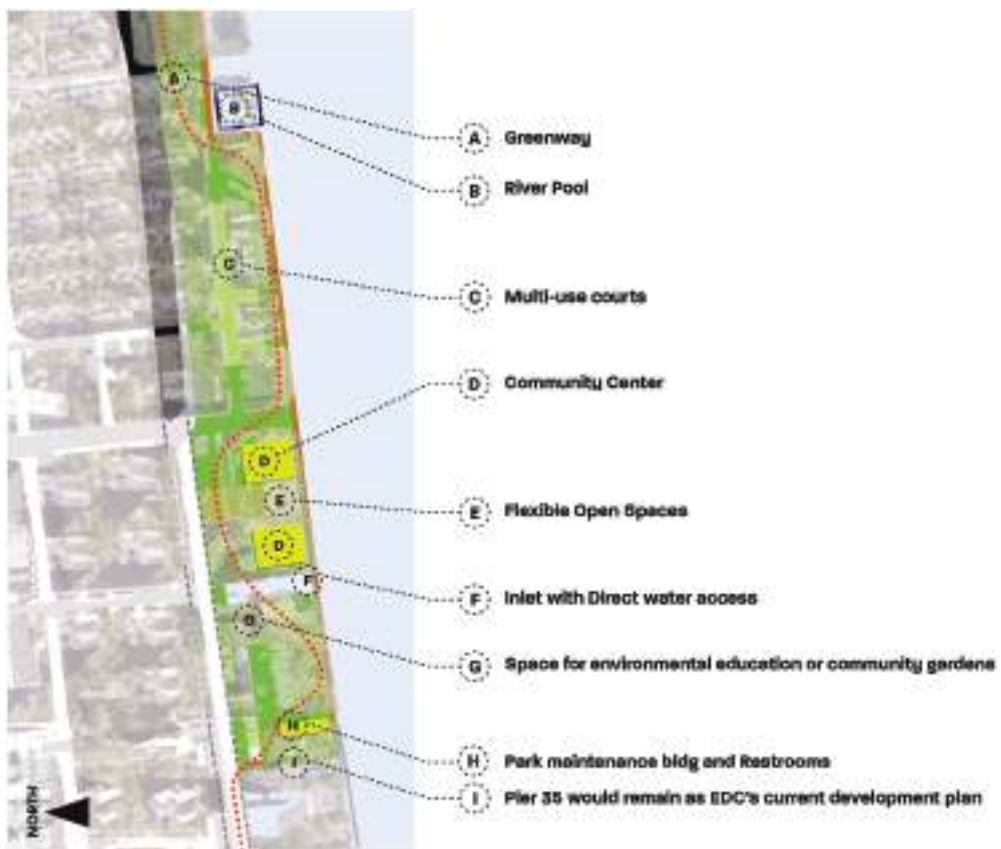 A Greenway
B River Pool
C Multi-use courts
D Community Center
E Flexible Open Spaces
F Inlet with Direct water access
G Space for environmental education or community gardens
H Park maintenance bldg and Restrooms
I Pier 35 would remain as EDC's current development plan
A
B
C
D
E
D
F
G
H
I
NORTH